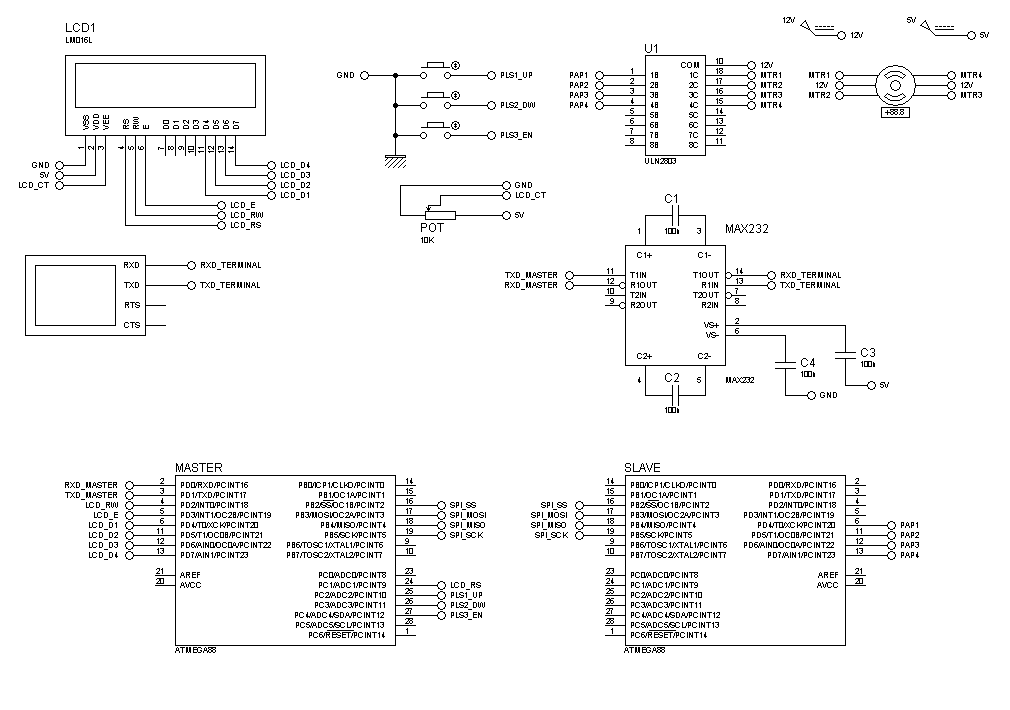 LCD1
LM016L
VSS
VDD
VEE
RS
RW
E
D0
D1
D2
D3
D4
D5
D6
D7
1
2
3
4
5
6
7
8
9
10
11
12
13
14
GND
5V
LCD_CT
LCD_D4
LCD_D3
LCD_D2
LCD_D1
LCD_E
LCD_RW
LCD_RS
GND
PLS1_UP
PLS2_DW
PLS3_EN
GND
LCD_CT
5V
POT
10K
U1
PAP1 1 1B
PAP2 2 2B
PAP3 3 3B
PAP4 4 4B
5 5B
6 6B
7 7B
8 8B
COM 10 12V
1C 18 MTR1
2C 17 MTR2
3C 16 MTR3
4C 15 MTR4
5C 14
6C 13
7C 12
8C 11
ULN2803
12V 12V
5V 5V
MTR1 MTR4
12V
MTR2 MTR3
+88.8
RXD RXD_TERMINAL
TXD TXD_TERMINAL
RTS
CTS
C1
100n
MAX232
1 3
C1+ C1-
TXD_MASTER 11 T1IN T1OUT 14 RXD_TERMINAL
RXD_MASTER 12 R1OUT R1IN 13 TXD_TERMINAL
10 T2IN T2OUT 7
9 R2OUT R2IN 8
VS+ 2
VS- 6
C2+ C2-
4 5
C2
100n
MAX232
C4
100n
GND
C3
100n
5V
MASTER
RXD_MASTER 2 PD0/RXD/PCINT16
TXD_MASTER 3 PD1/TXD/PCINT17
LCD_RW 4 PD2/INT0/PCINT18
LCD_E 5 PD3/INT1/OC2B/PCINT19
LCD_D1 6 PD4/T0/XCK/PCINT20
LCD_D2 11 PD5/T1/OC0B/PCINT21
LCD_D3 12 PD6/AIN0/OC0A/PCINT22
LCD_D4 13 PD7/AIN1/PCINT23
21 AREF
20 AVCC
PB0/ICP1/CLKO/PCINT0 14
PB1/OC1A/PCINT1 15
PB2/SS/OC1B/PCINT2 16 SPI_SS
PB3/MOSI/OC2A/PCINT3 17 SPI_MOSI
PB4/MISO/PCINT4 18 SPI_MISO
PB5/SCK/PCINT5 19 SPI_SCK
PB6/TOSC1/XTAL1/PCINT6 9
PB7/TOSC2/XTAL2/PCINT7 10
PC0/ADC0/PCINT8 23
PC1/ADC1/PCINT9 24 LCD_RS
PC2/ADC2/PCINT10 25 PLS1_UP
PC3/ADC3/PCINT11 26 PLS2_DW
PC4/ADC4/SDA/PCINT12 27 PLS3_EN
PC5/ADC5/SCL/PCINT13 28
PC6/RESET/PCINT14 1
ATMEGA88
SLAVE
14 PB0/ICP1/CLKO/PCINT0
15 PB1/OC1A/PCINT1
SPI_SS 16 PB2/SS/OC1B/PCINT2
SPI_MOSI 17 PB3/MOSI/OC2A/PCINT3
SPI_MISO 18 PB4/MISO/PCINT4
SPI_SCK 19 PB5/SCK/PCINT5
9 PB6/TOSC1/XTAL1/PCINT6
10 PB7/TOSC2/XTAL2/PCINT7
23 PC0/ADC0/PCINT8
24 PC1/ADC1/PCINT9
25 PC2/ADC2/PCINT10
26 PC3/ADC3/PCINT11
27 PC4/ADC4/SDA/PCINT12
28 PC5/ADC5/SCL/PCINT13
1 PC6/RESET/PCINT14
PD0/RXD/PCINT16 2
PD1/TXD/PCINT17 3
PD2/INT0/PCINT18 4
PD3/INT1/OC2B/PCINT19 5
PD4/T0/XCK/PCINT20 6 PAP1
PD5/T1/OC0B/PCINT21 11 PAP2
PD6/AIN0/OC0A/PCINT22 12 PAP3
PD7/AIN1/PCINT23 13 PAP4
AREF 21
AVCC 20
ATMEGA88